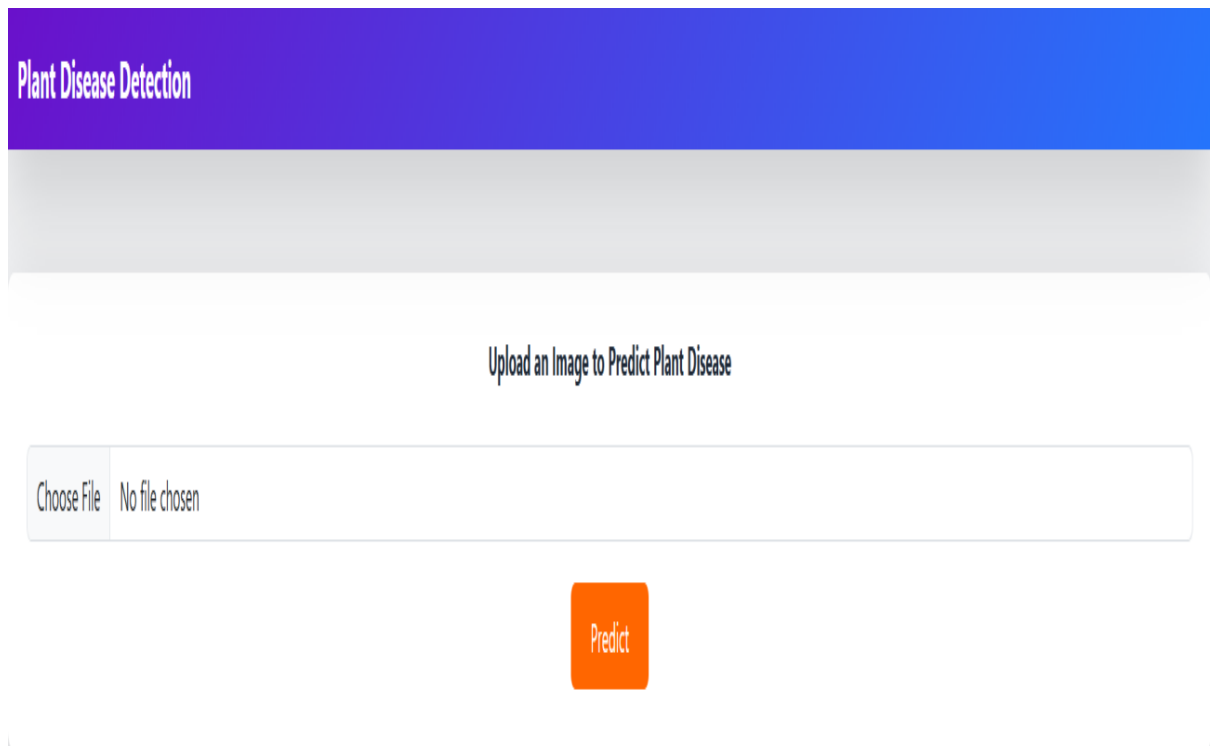 Plant Disease Detection
Upload an Image to Predict Plant Disease
Choose File No file chosen
Predict